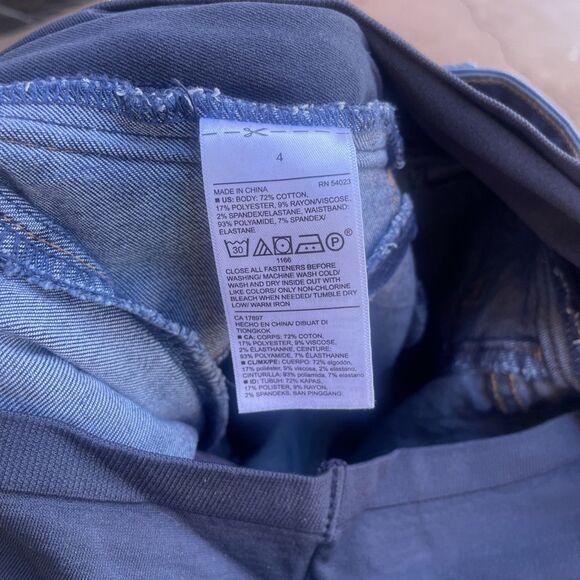 4
MADE IN CHINA RN 54023
■ US: BODY: 72% COTTON,
17% POLYESTER, 9% RAYON/VISCOSE,
2% SPANDEX/ELASTANE, WAISTBAND:
93% POLYAMIDE, 7% SPANDEX/
ELASTANE
30 P ®
1166
CLOSE ALL FASTENERS BEFORE
WASHING/ MACHINE WASH COLD/
WASH AND DRY INSIDE OUT WITH
LIKE COLORS/ ONLY NON-CHLORINE
BLEACH WHEN NEEDED/ TUMBLE DRY
LOW/ WARM IRON
CA 17897
HECHO EN CHINA/ DIBUAT DI
TIONGKOK
■ CA: CORPS: 72% COTON,
17% POLYESTER, 9% VISCOSE,
2% ÉLASTHANNE, CEINTURE:
93% POLYAMIDE, 7% ÉLASTHANNE
■ CL/MX/PE: CUERPO: 72% algodón,
17% poliéster, 9% viscosa, 2% elastano,
CINTURILLA: 93% poliamida, 7% elastano
■ ID: TUBUH: 72% KAPAS,
17% POLIESTER, 9% RAYON,
2% SPANDEKS, BAN PINGGANG: